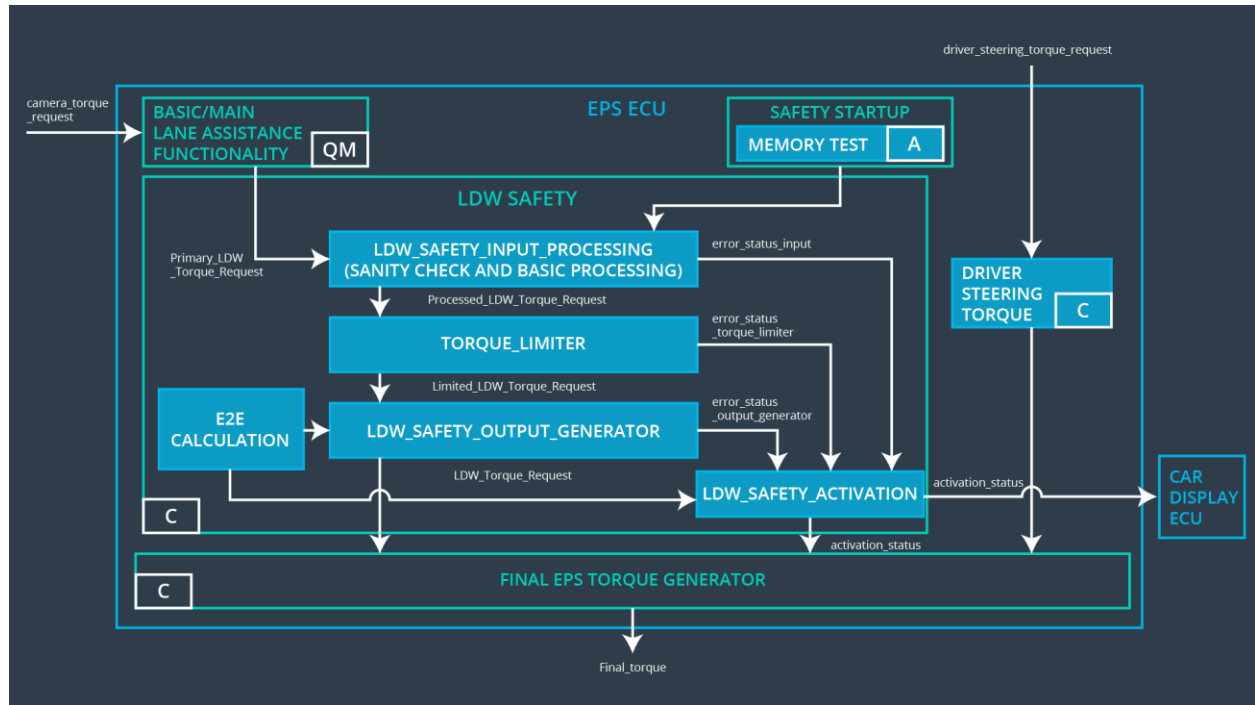 driver_steering_torque_request
camera_torque
_request
EPS ECU
BASIC/MAIN
LANE ASSISTANCE
FUNCTIONALITY
QM
SAFETY STARTUP
MEMORY TEST
A
LDW SAFETY
Primary_LDW
_Torque_Request
LDW_SAFETY_INPUT_PROCESSING
(SANITY CHECK AND BASIC PROCESSING)
error_status_input
DRIVER
STEERING
TORQUE
C
Processed_LDW_Torque_Request
TORQUE_LIMITER
error_status
_torque_limiter
Limited_LDW_Torque_Request
E2E
CALCULATION
LDW_SAFETY_OUTPUT_GENERATOR
error_status
_output_generator
LDW_Torque_Request
LDW_SAFETY_ACTIVATION
activation_status
CAR
DISPLAY
ECU
C
activation_status
FINAL EPS TORQUE GENERATOR
C
Final_torque